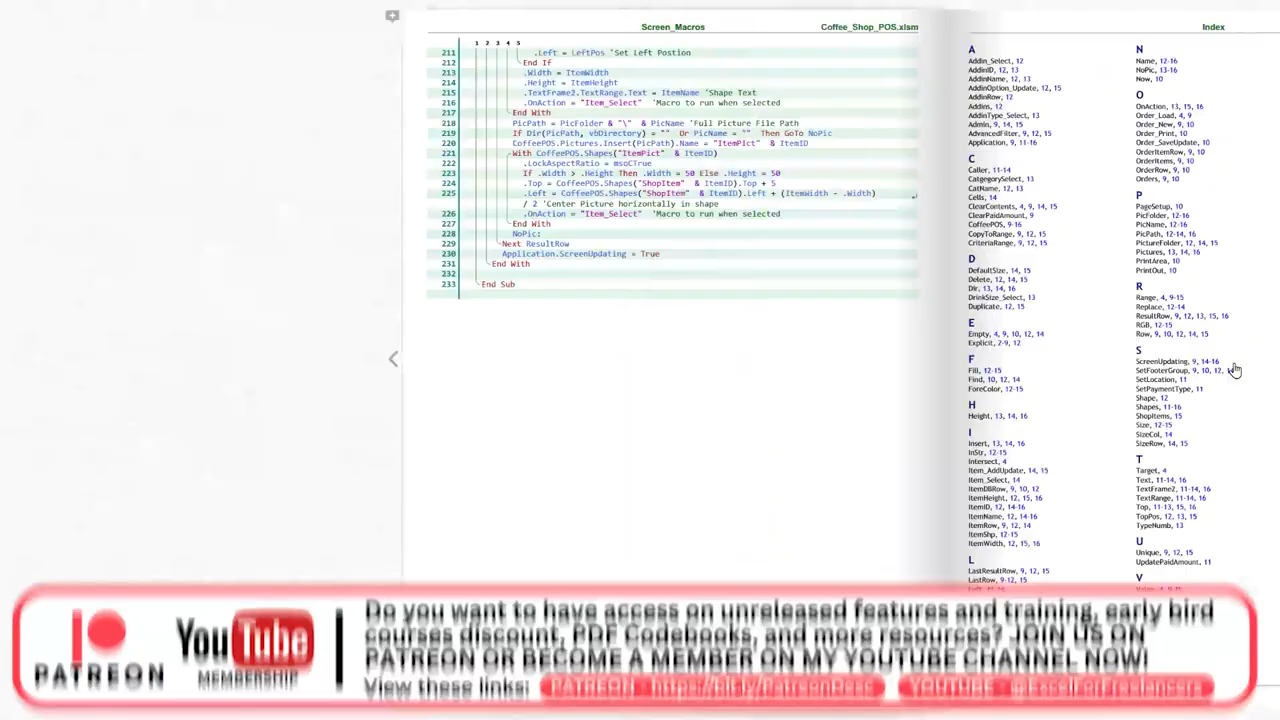 Screen_Macros
Coffee_Shop_POS.xlsm
1 2 3 4 5
211 .Left = LeftPos 'Set Left Postion
212 End If
213 .Width = ItemWidth
214 .Height = ItemHeight
215 .TextFrame2.TextRange.Text = ItemName 'Shape Text
216 .OnAction = "Item_Select" 'Macro to run when selected
217 End With
218 PicPath = PicFolder & "\" & PicName 'Full Picture File Path
219 If Dir(PicPath, vbDirectory) = "" Or PicName = "" Then GoTo NoPic
220 CoffeePOS.Pictures.Insert(PicPath).Name = "ItemPict" & ItemID
221 With CoffeePOS.Shapes("ItemPict" & ItemID)
222 .LockAspectRatio = msoCTrue
223 If .Width > .Height Then .Width = 50 Else .Height = 50
224 .Top = CoffeePOS.Shapes("ShopItem" & ItemID).Top + 5
225 .Left = CoffeePOS.Shapes("ShopItem" & ItemID).Left + (ItemWidth - .Width)
/ 2 'Center Picture horizontally in shape
226 .OnAction = "Item_Select" 'Macro to run when selected
227 End With
228 NoPic:
229 Next ResultRow
230 Application.ScreenUpdating = True
231 End With
232
233 End Sub
Index
A
Addin_Select, 12
AddinID, 12, 13
AddinName, 12, 13
AddinOption_Update, 12, 15
AddinRow, 12
Addins, 12
AddinType_Select, 13
Admin, 9, 14, 15
AdvancedFilter, 9, 12, 15
Application, 9, 11-16
C
Caller, 11-14
CatgegorySelect, 13
CatName, 12, 13
Cells, 14
ClearContents, 4, 9, 14, 15
ClearPaidAmount, 9
CoffeePOS, 9-16
CopyToRange, 9, 12, 15
CriteriaRange, 9, 12, 15
D
DefaultSize, 14, 15
Delete, 12, 14, 15
Dir, 13, 14, 16
DrinkSize_Select, 13
Duplicate, 12, 15
E
Empty, 4, 9, 10, 12, 14
Explicit, 2-9, 12
F
Fill, 12-15
Find, 10, 12, 14
ForeColor, 12-15
H
Height, 13, 14, 16
I
Insert, 13, 14, 16
InStr, 12-15
Intersect, 4
Item_AddUpdate, 14, 15
Item_Select, 14
ItemDBRow, 9, 10, 12
ItemHeight, 12, 15, 16
ItemID, 12, 14-16
ItemName, 12, 14-16
ItemRow, 9, 12, 14
ItemShp, 12-15
ItemWidth, 12, 15, 16
L
LastResultRow, 9, 12, 15
LastRow, 9-12, 15
N
Name, 12-16
NoPic, 13-16
Now, 10
O
OnAction, 13, 15, 16
Order_Load, 4, 9
Order_New, 9, 10
Order_Print, 10
Order_SaveUpdate, 10
OrderItemRow, 9, 10
OrderItems, 9, 10
OrderRow, 9, 10
Orders, 9, 10
P
PageSetup, 10
PicFolder, 12-16
PicName, 12-16
PicPath, 12-14, 16
PictureFolder, 12, 14, 15
Pictures, 13, 14, 16
PrintArea, 10
PrintOut, 10
R
Range, 4, 9-15
Replace, 12-14
ResultRow, 9, 12, 13, 15, 16
RGB, 12-15
Row, 9, 10, 12, 14, 15
S
ScreenUpdating, 9, 14-16
SetFooterGroup, 9, 10, 12,
SetLocation, 11
SetPaymentType, 11
Shape, 12
Shapes, 11-16
ShopItems, 15
Size, 12-15
SizeCol, 14
SizeRow, 14, 15
T
Target, 4
Text, 11-14, 16
TextFrame2, 11-14, 16
TextRange, 11-14, 16
Top, 11-13, 15, 16
TopPos, 12, 13, 15
TypeNumb, 13
U
Unique, 9, 12, 15
UpdatePaidAmount, 11
V
PATREON
YouTube
MEMBERSHIP
Do you want to have access on unreleased features and training, early bird
courses discount, PDF Codebooks, and more resources? JOIN US ON
PATREON OR BECOME A MEMBER ON MY YOUTUBE CHANNEL NOW!
View these links: PATREON : https://bit.ly/PatreonDesc YOUTUBE : @ExcelForFreelancers